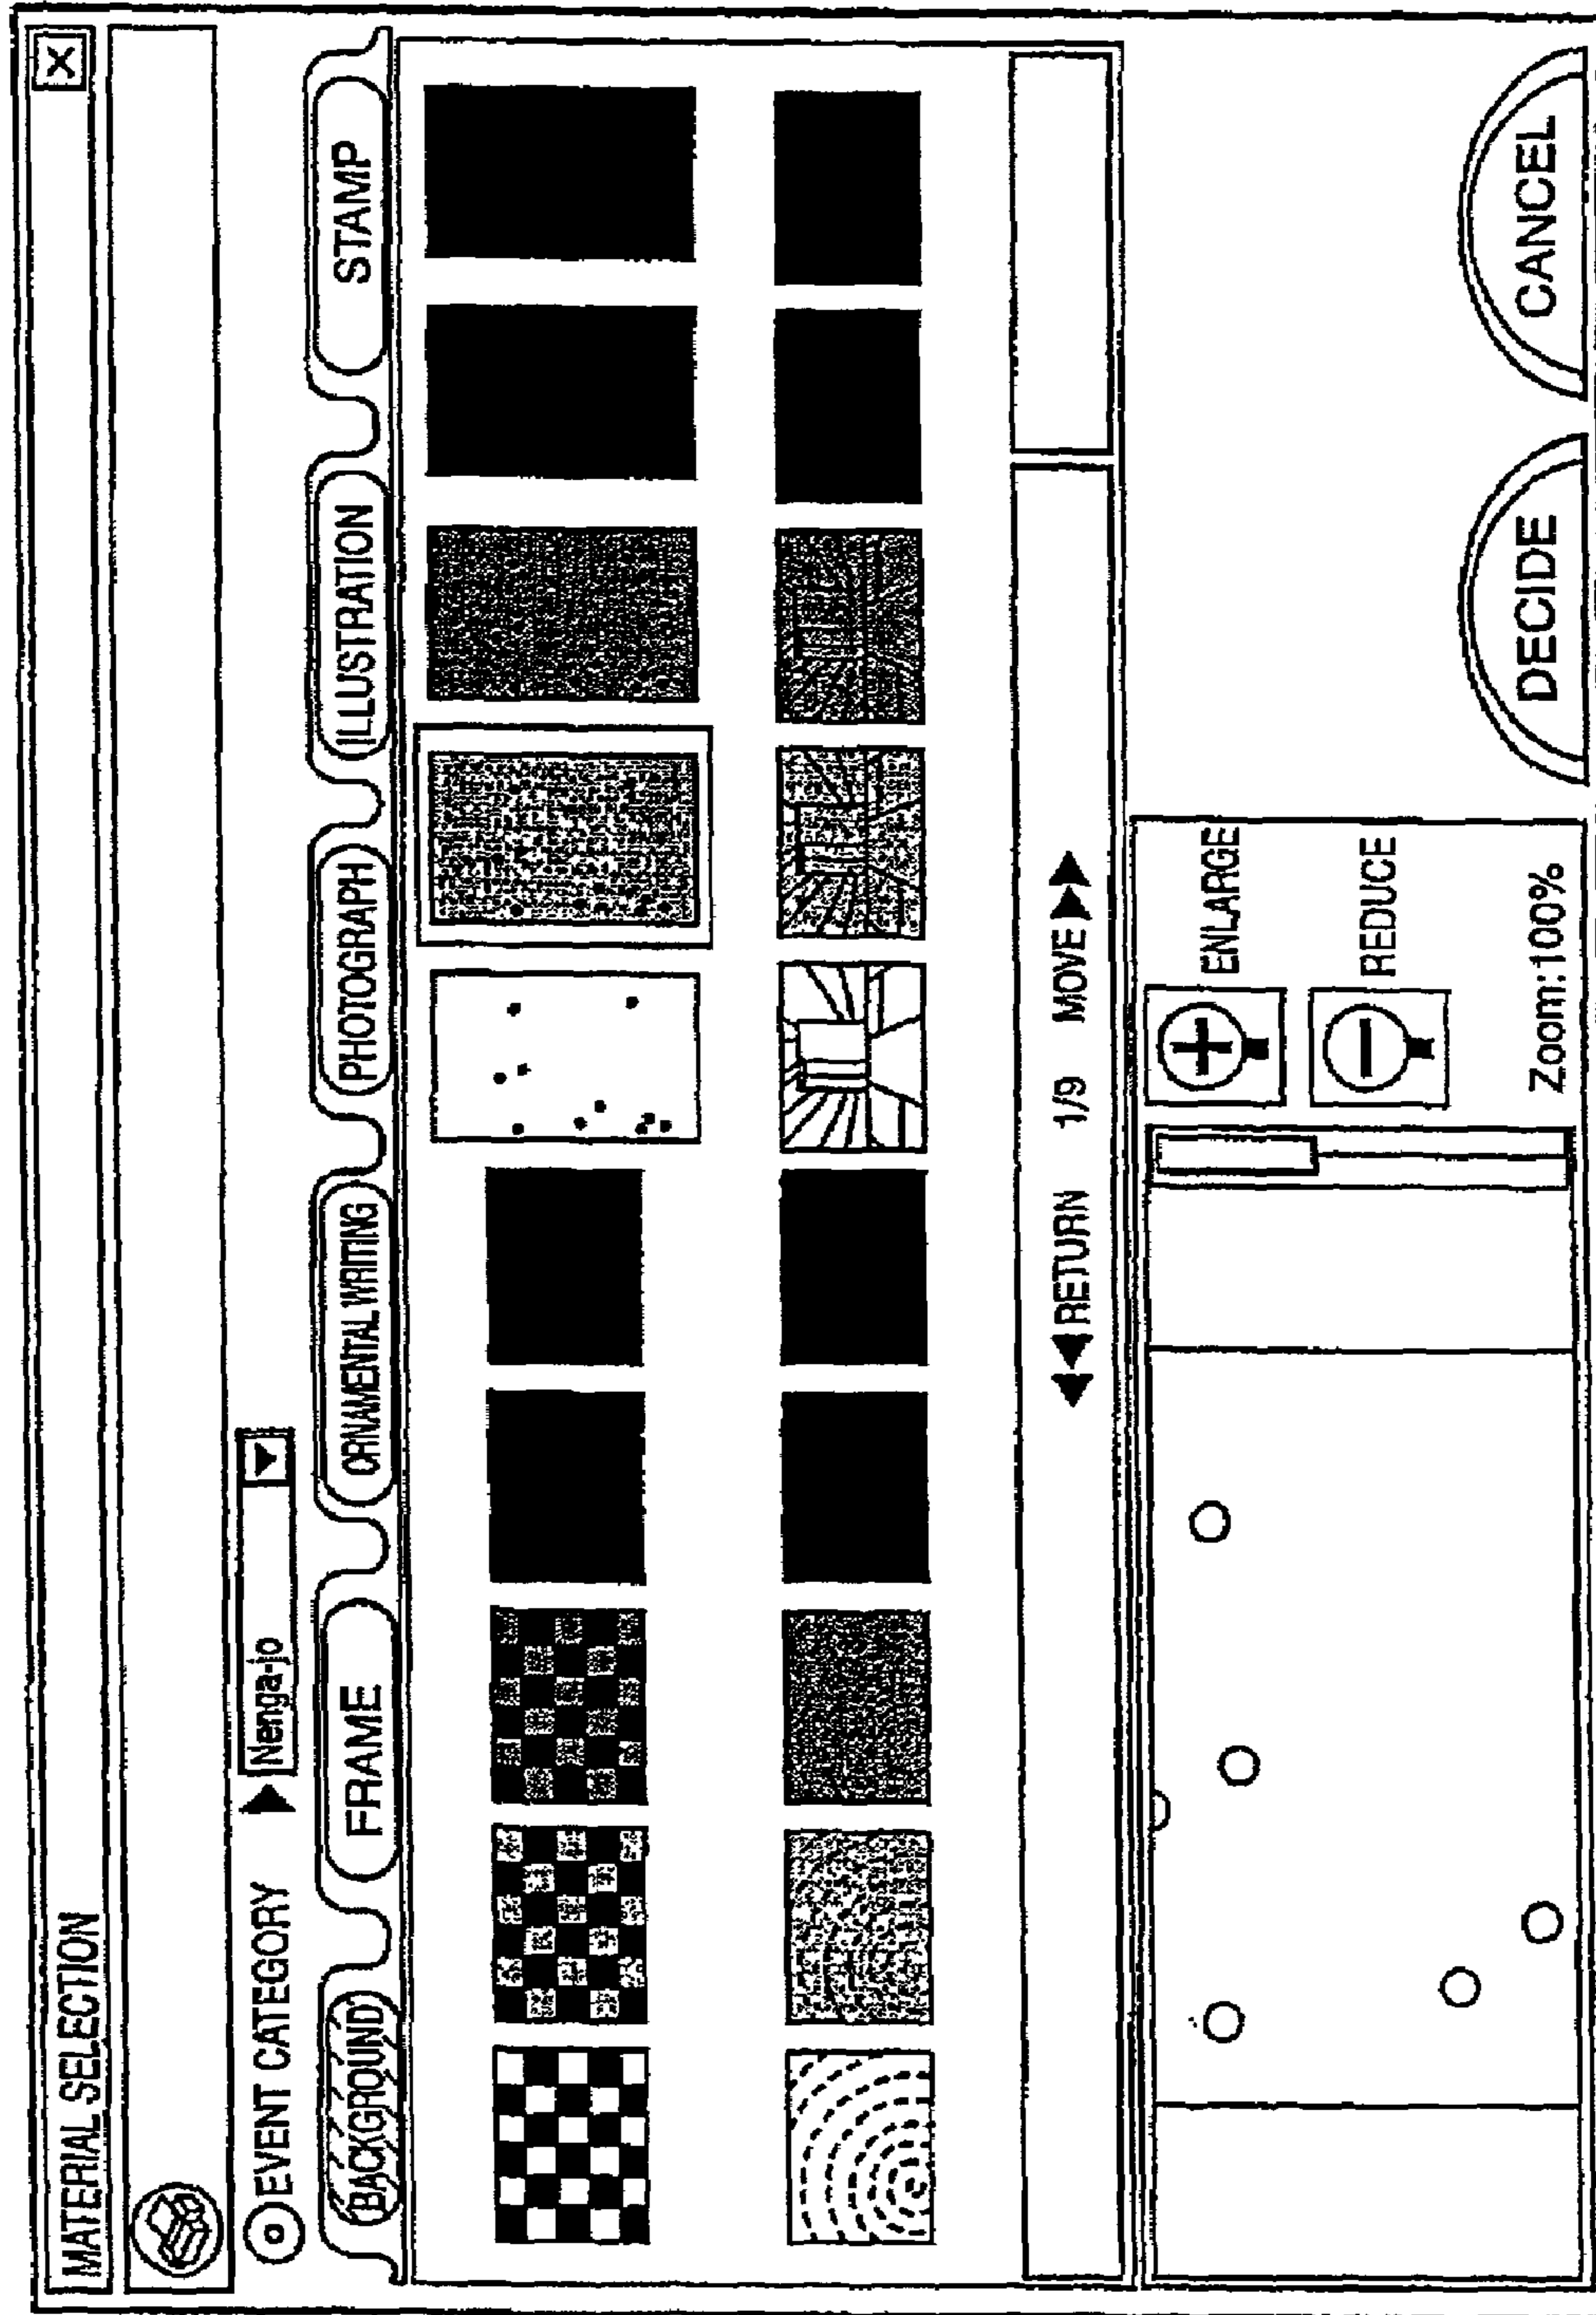 MATERIAL SELECTION X
EVENT CATEGORY Nenga-jo
BACKGROUND FRAME ORNAMENTAL WRITING PHOTOGRAPH ILLUSTRATION STAMP
RETURN 1/9 MOVE
ENLARGE
REDUCE
Zoom:100%
DECIDE CANCEL